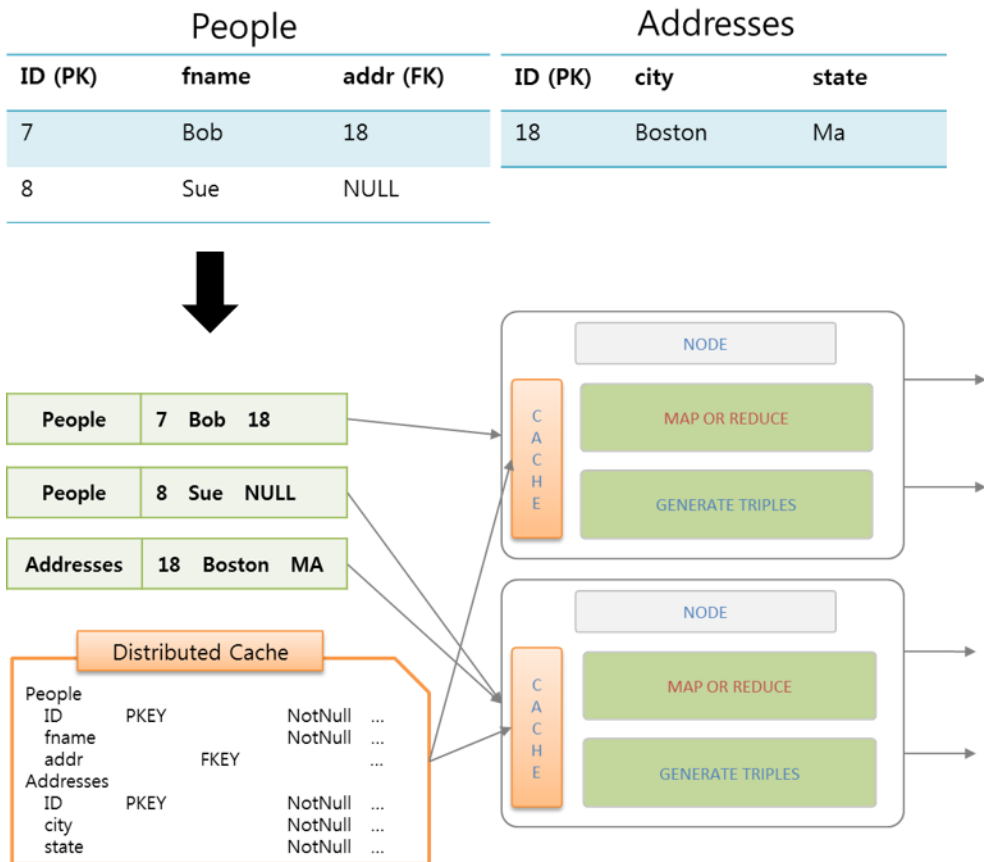 People
ID (PK) fname addr (FK)
7 Bob 18
8 Sue NULL
Addresses
ID (PK) city state
18 Boston Ma
People 7 Bob 18
People 8 Sue NULL
Addresses 18 Boston MA
Distributed Cache
People
ID PKEY NotNull ...
fname NotNull ...
addr FKEY ...
Addresses
ID PKEY NotNull ...
city NotNull ...
state NotNull ...
NODE
CACHE
MAP OR REDUCE
GENERATE TRIPLES
NODE
CACHE
MAP OR REDUCE
GENERATE TRIPLES